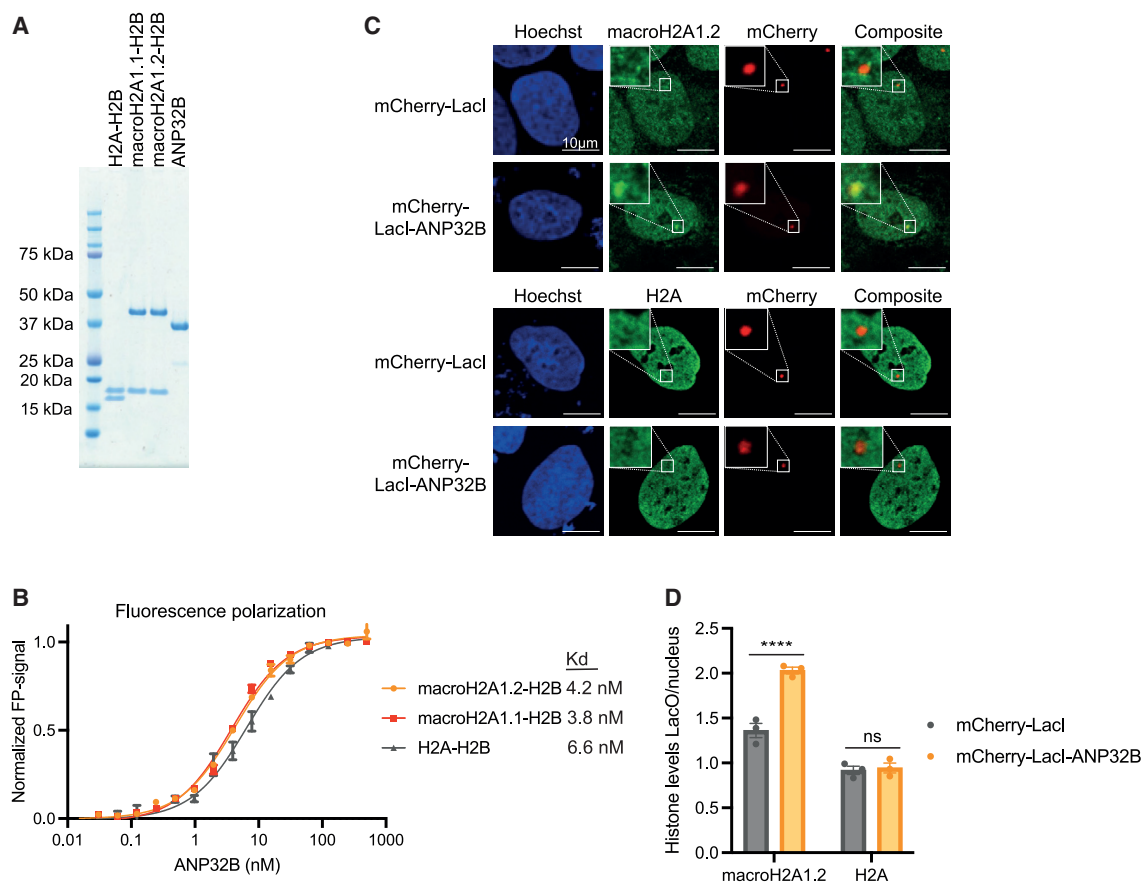 A
H2A-H2B
macroH2A1.1-H2B
macroH2A1.2-H2B
ANP32B
75 kDa
50 kDa
37 kDa
25 kDa
20 kDa
15 kDa
C
Hoechst macroH2A1.2 mCherry Composite
mCherry-LacI
10µm
mCherry-
LacI-ANP32B
Hoechst H2A mCherry Composite
mCherry-LacI
mCherry-
LacI-ANP32B
B
Fluorescence polarization
Normalized FP-signal
1.0
0.5
0.0
0.01 0.1 1 10 100 1000
ANP32B (nM)
Kd
macroH2A1.2-H2B 4.2 nM
macroH2A1.1-H2B 3.8 nM
H2A-H2B 6.6 nM
D
Histone levels LacO/nucleus
2.5
2.0
1.5
1.0
0.5
0.0
****
ns
macroH2A1.2 H2A
mCherry-LacI
mCherry-LacI-ANP32B